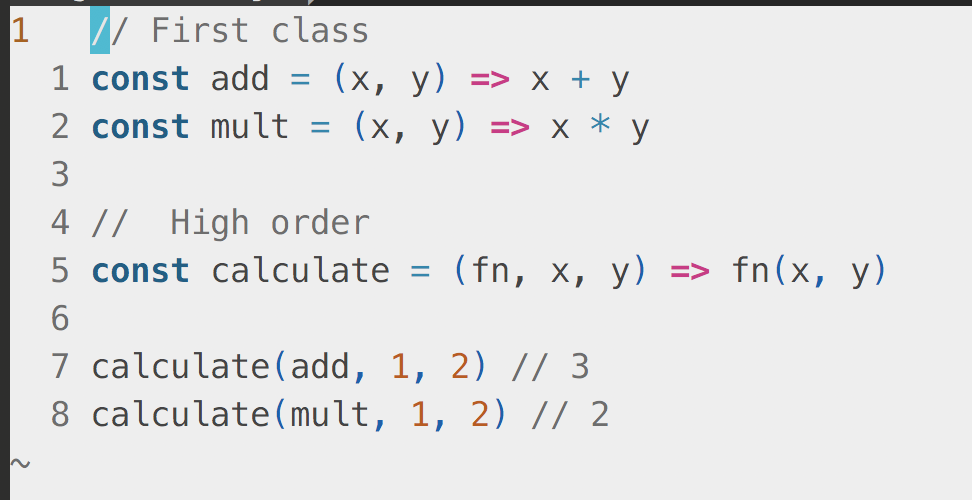 1   // First class
  1 const add = (x, y) => x + y
  2 const mult = (x, y) => x * y
  3
  4 //  High order
  5 const calculate = (fn, x, y) => fn(x, y)
  6
  7 calculate(add, 1, 2) // 3
  8 calculate(mult, 1, 2) // 2
~